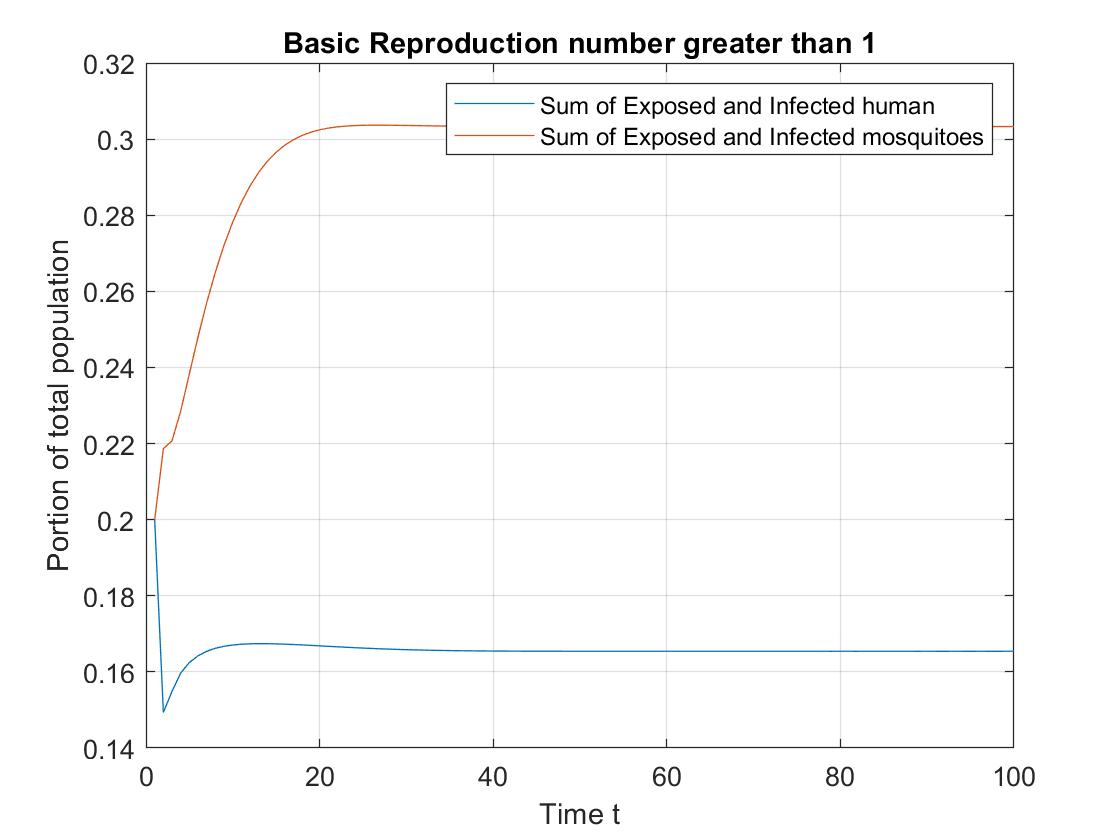 Basic Reproduction number greater than 1
0.32
Sum of Exposed and Infected human
Sum of Exposed and Infected mosquitoes
0.3
0.28
0.26
0.24
0.22
0.2
0.18
0.16
0.14
Portion of total population
0 20 40 60 80 100
Time t